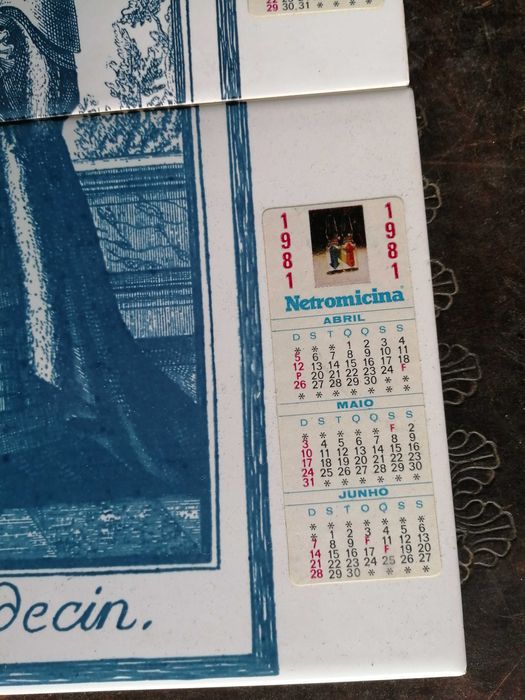 29 30 31 * * * *
1981 1981
Netromicina
ABRIL
D S T Q Q S S
* * * 1 2 3 4
5 6 7 8 9 10 11
12 13 14 15 16 17 18
P 20 21 22 23 24 F
26 27 28 29 30 * *
* * * * * * *
MAIO
D S T Q Q S S
* * * * * F 2
3 4 5 6 7 8 9
10 11 12 13 14 15 16
17 18 19 20 21 22 23
24 25 26 27 28 29 30
31 * * * * * *
JUNHO
D S T Q Q S S
* * * * * * *
* 1 2 3 4 5 6
7 8 9 F 11 12 13
14 15 16 17 F 19 20
21 22 23 24 25 26 27
28 29 30 * * * *
decin.